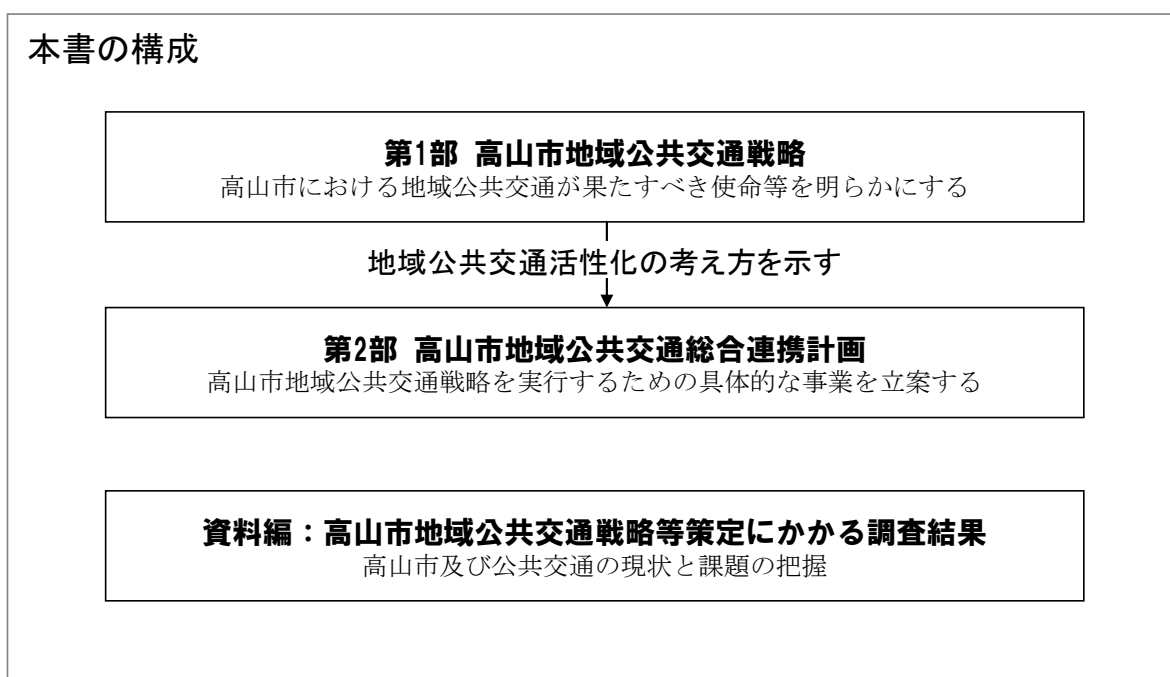 本書の構成
第1部 高山市地域公共交通戦略
高山市における地域公共交通が果たすべき使命等を明らかにする
地域公共交通活性化の考え方を示す
第2部 高山市地域公共交通総合連携計画
高山市地域公共交通戦略を実行するための具体的な事業を立案する
資料編：高山市地域公共交通戦略等策定にかかる調査結果
高山市及び公共交通の現状と課題の把握